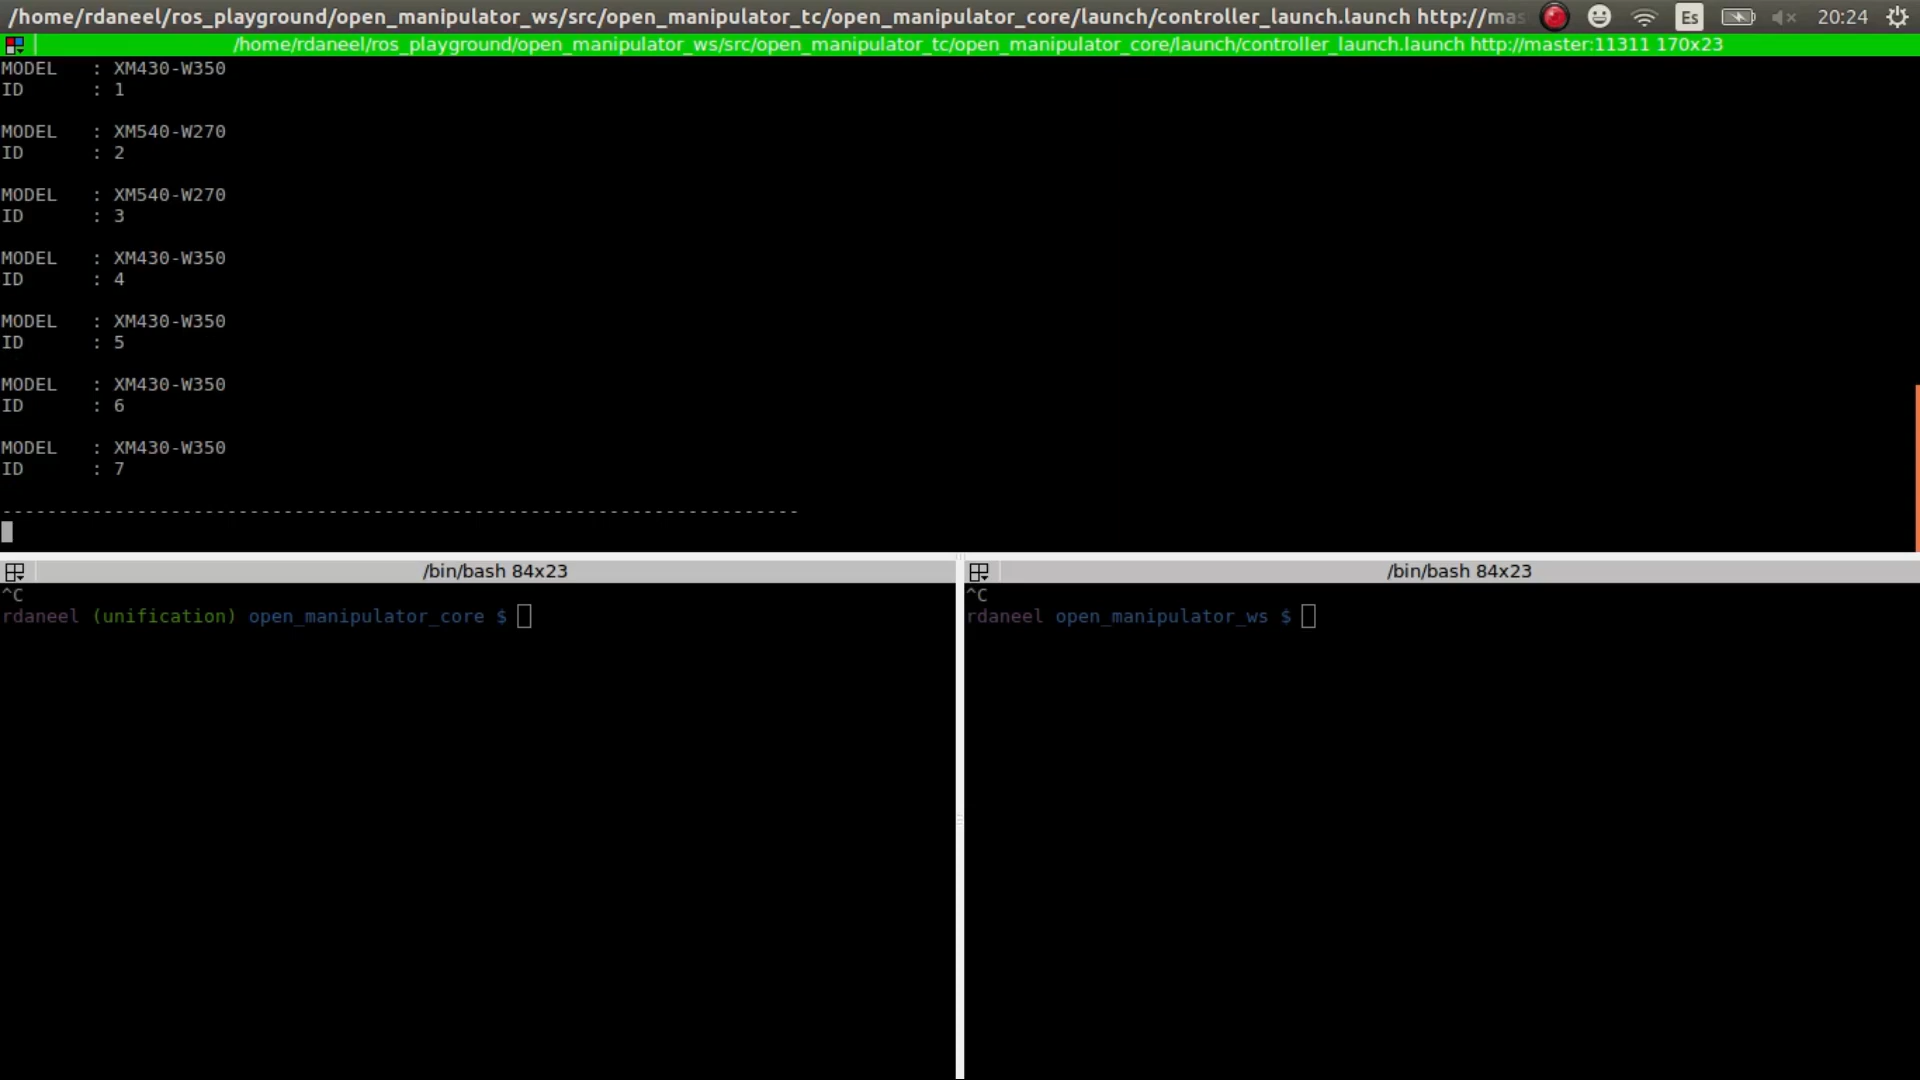 /home/rdaneel/ros_playground/open_manipulator_ws/src/open_manipulator_tc/open_manipulator_core/launch/controller_launch.launch http://mas
Es
20:24
/home/rdaneel/ros_playground/open_manipulator_ws/src/open_manipulator_tc/open_manipulator_core/launch/controller_launch.launch http://master:11311 170x23
MODEL : XM430-W350
ID : 1
MODEL : XM540-W270
ID : 2
MODEL : XM540-W270
ID : 3
MODEL : XM430-W350
ID : 4
MODEL : XM430-W350
ID : 5
MODEL : XM430-W350
ID : 6
MODEL : XM430-W350
ID : 7
-----------------------------------------------------------------------
/bin/bash 84x23
^C
rdaneel (unification) open_manipulator_core $
/bin/bash 84x23
^C
rdaneel open_manipulator_ws $